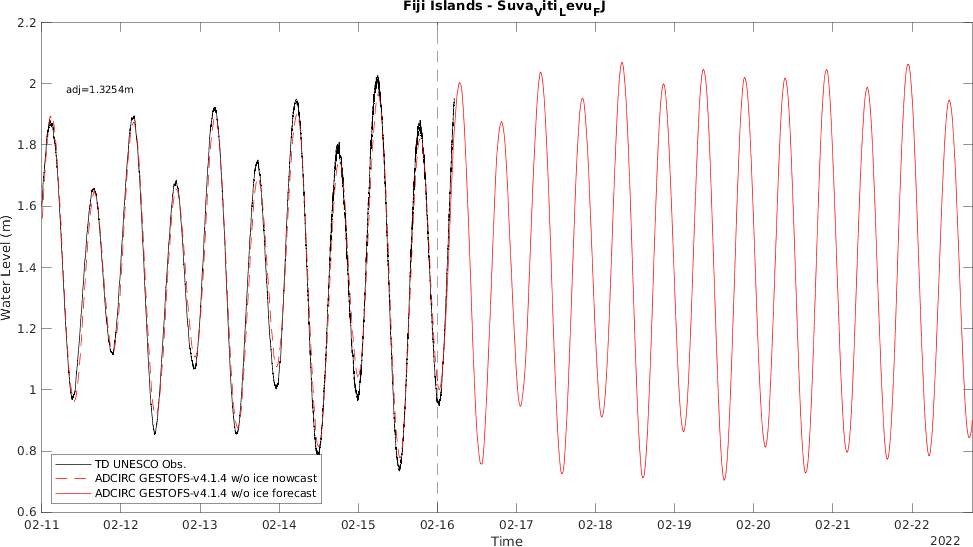 Fiji Islands - Suva_Viti_Levu_FJ
2.2
2
1.8
1.6
1.4
1.2
1
0.8
0.6
Water Level (m)
adj=1.3254m
TD UNESCO Obs.
ADCIRC GESTOFS-v4.1.4 w/o ice nowcast
ADCIRC GESTOFS-v4.1.4 w/o ice forecast
02-11 02-12 02-13 02-14 02-15 02-16 02-17 02-18 02-19 02-20 02-21 02-22
Time
2022